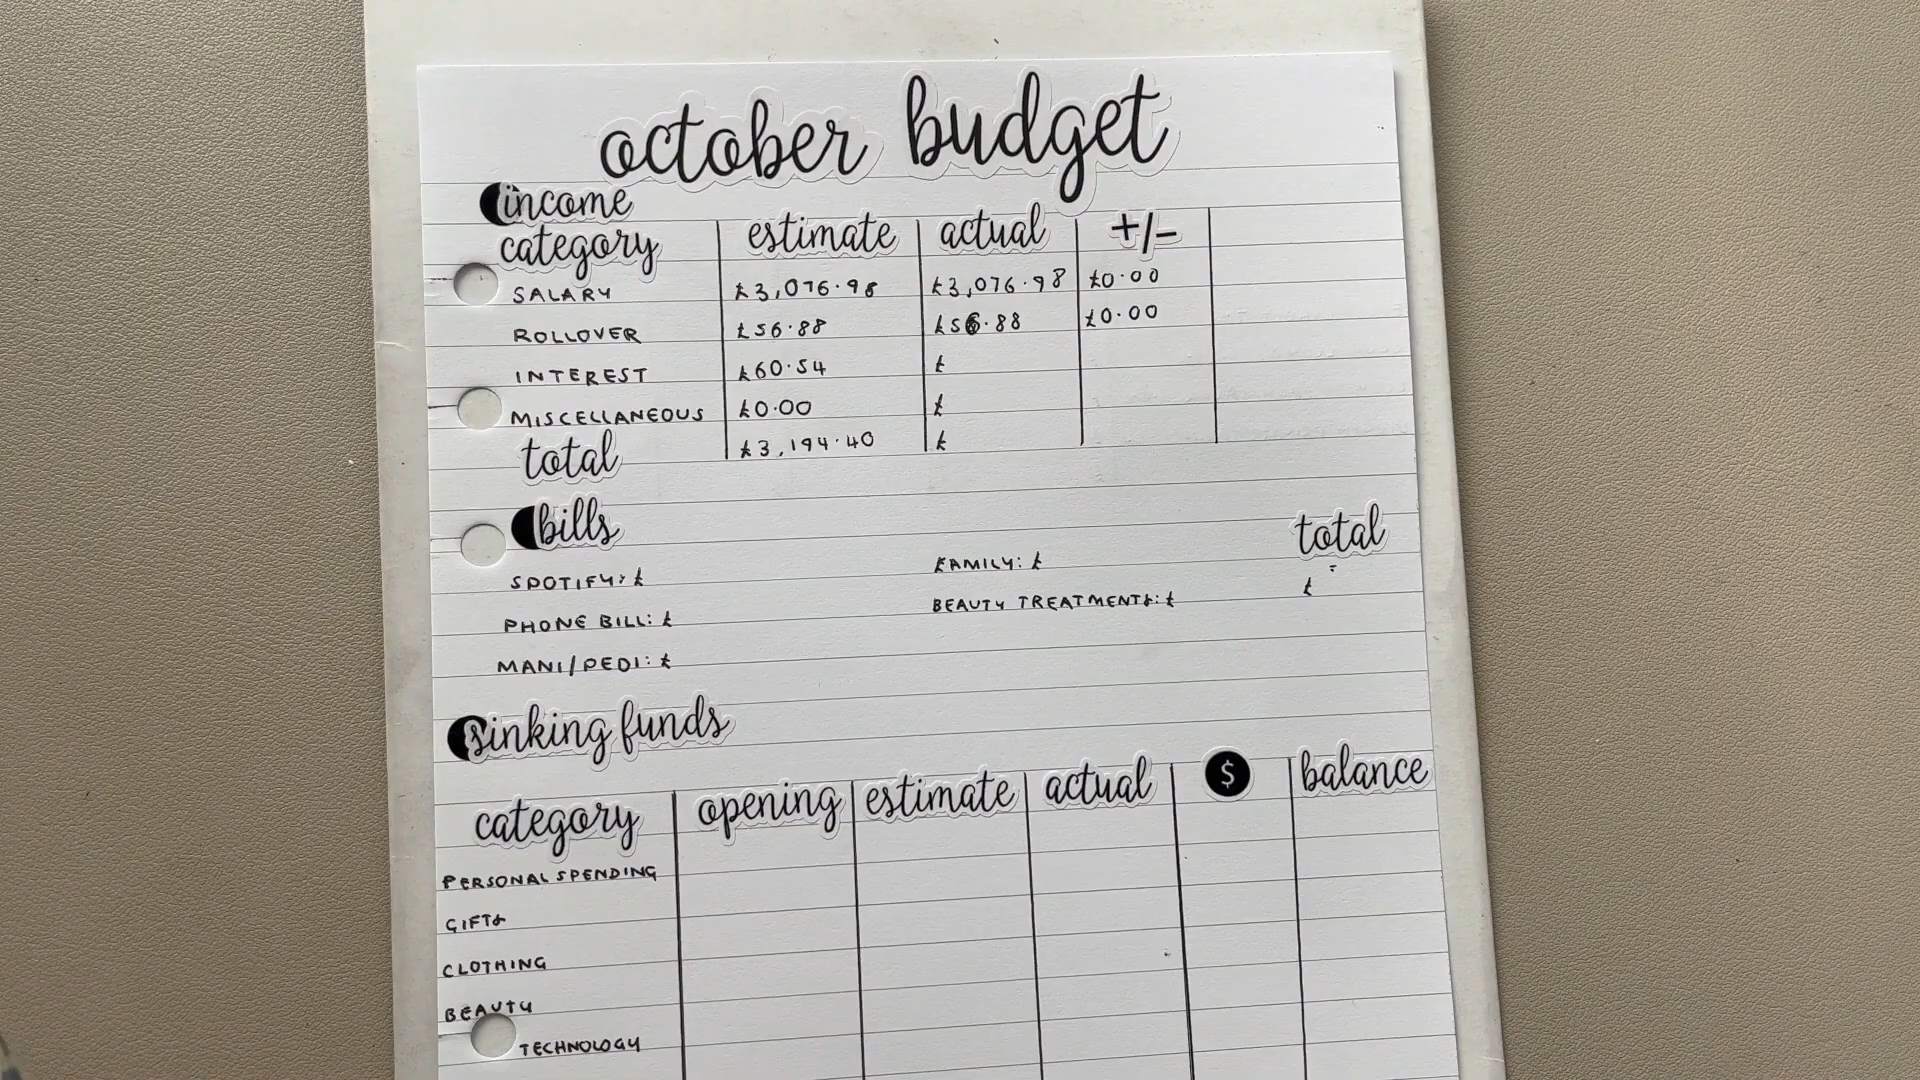 october budget
income
category estimate actual +/-
SALARY £3,076.98 £3,076.98 £0.00
ROLLOVER £56.88 £56.88 £0.00
INTEREST £60.54 £
MISCELLANEOUS £0.00 £
total £3,194.40 £
bills total
SPOTIFY: £ FAMILY: £ £
PHONE BILL: £ BEAUTY TREATMENTS: £
MANI/PEDI: £
sinking funds
category opening estimate actual $ balance
PERSONAL SPENDING
GIFTS
CLOTHING
BEAUTY
TECHNOLOGY